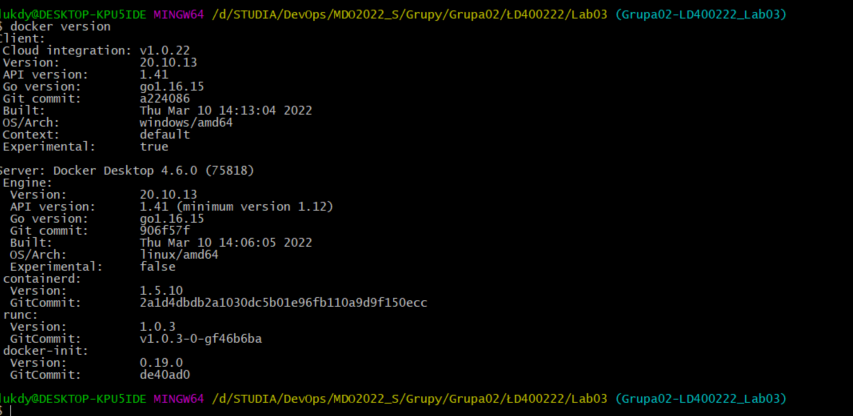 lukdy@DESKTOP-KPU5IDE MINGW64 /d/STUDIA/DevOps/MDO2022_S/Grupy/Grupa02/ŁD400222/Lab03 (Grupa02-ŁD400222_Lab03)
$ docker version
Client:
Cloud integration: v1.0.22
Version: 20.10.13
API version: 1.41
Go version: go1.16.15
Git commit: a224086
Built: Thu Mar 10 14:13:04 2022
OS/Arch: windows/amd64
Context: default
Experimental: true
Server: Docker Desktop 4.6.0 (75818)
Engine:
Version: 20.10.13
API version: 1.41 (minimum version 1.12)
Go version: go1.16.15
Git commit: 906f57f
Built: Thu Mar 10 14:06:05 2022
OS/Arch: linux/amd64
Experimental: false
containerd:
Version: 1.5.10
GitCommit: 2a1d4dbdb2a1030dc5b01e96fb110a9d9f150ecc
runc:
Version: 1.0.3
GitCommit: v1.0.3-0-gf46b6ba
docker-init:
Version: 0.19.0
GitCommit: de40ad0
lukdy@DESKTOP-KPU5IDE MINGW64 /d/STUDIA/DevOps/MDO2022_S/Grupy/Grupa02/ŁD400222/Lab03 (Grupa02-ŁD400222_Lab03)
$